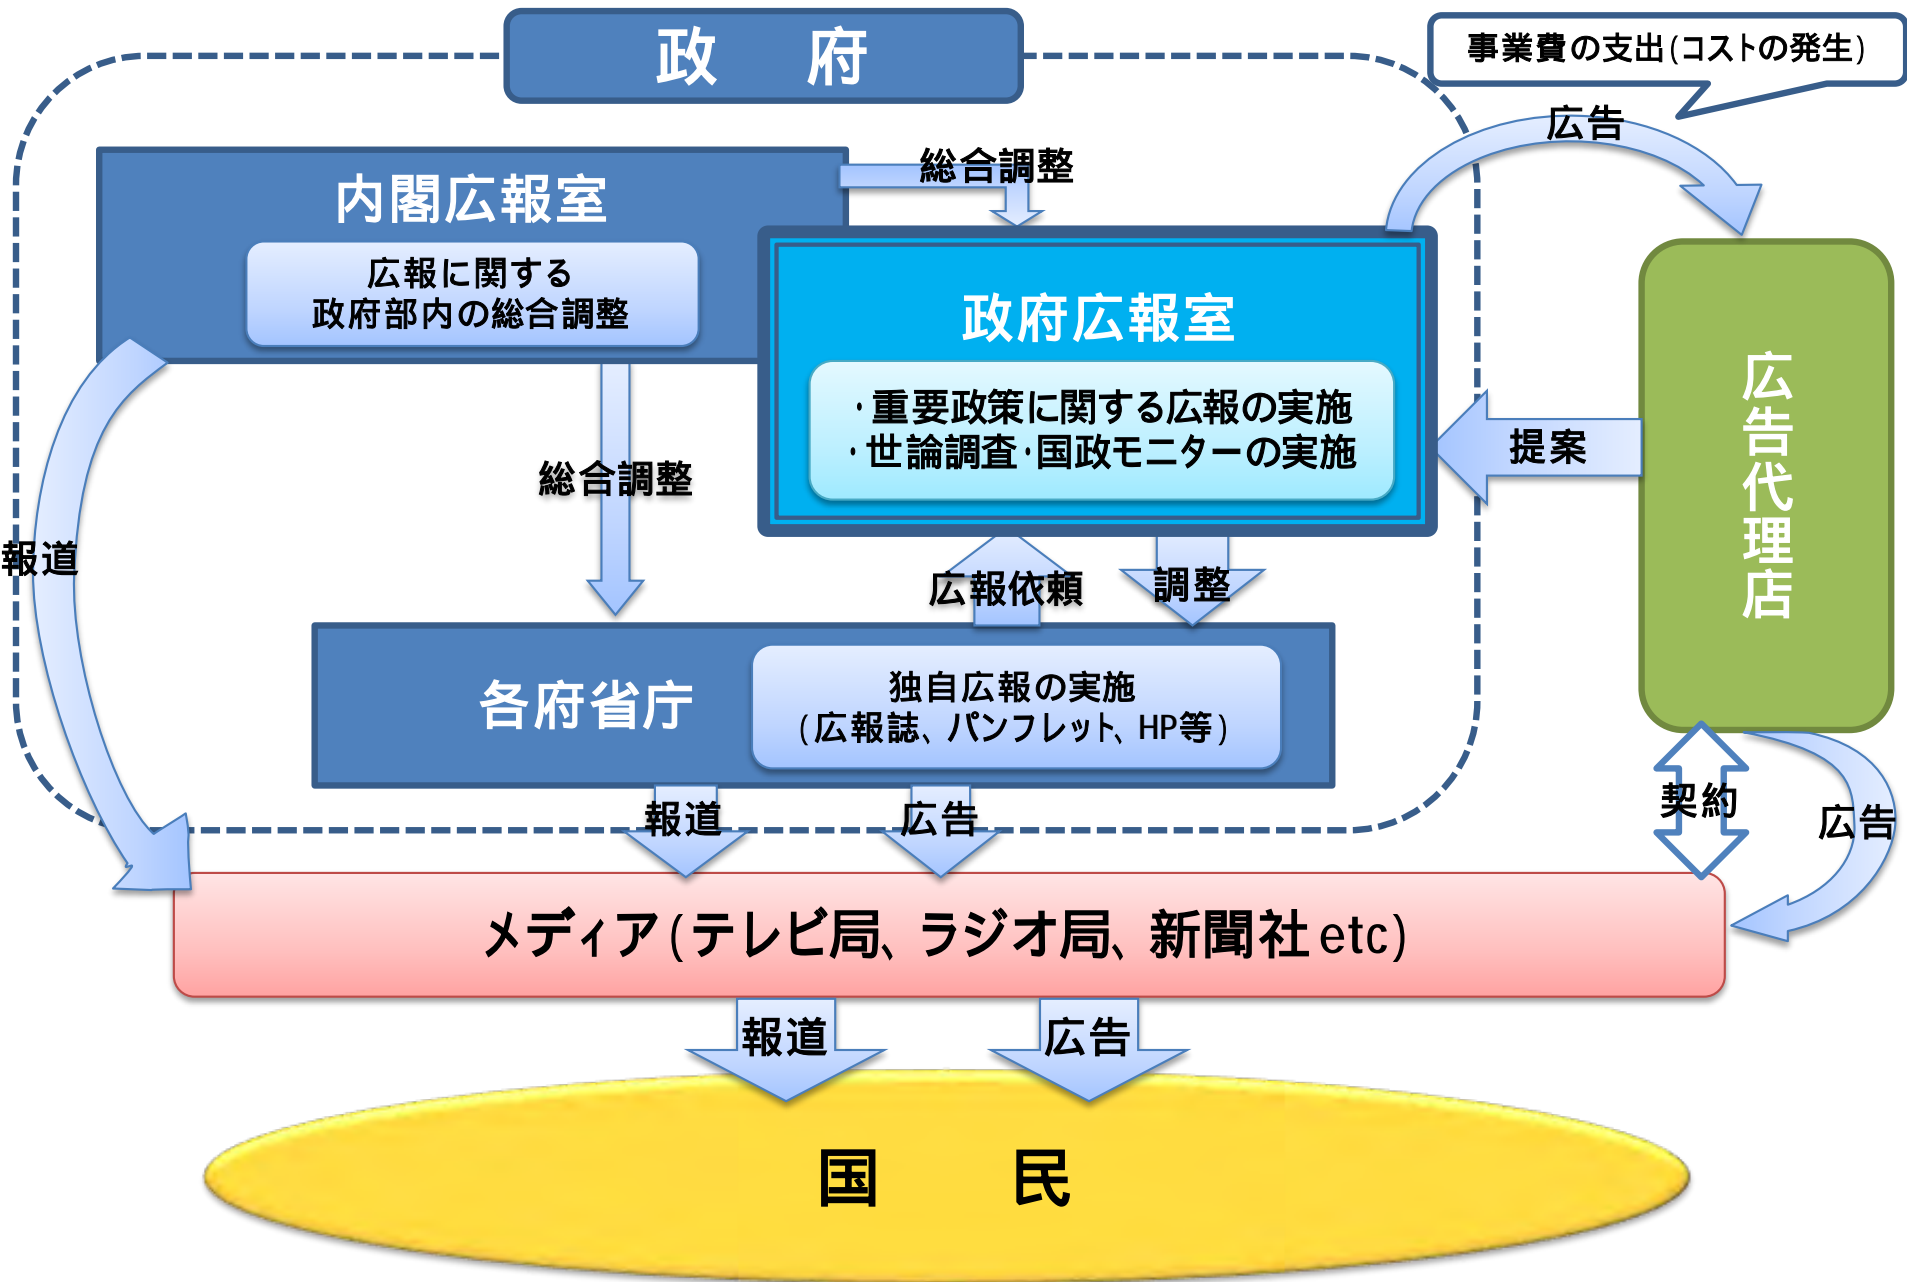 政　府
事業費の支出(コストの発生)
広告
総合調整
内閣広報室
広報に関する
政府部内の総合調整
政府広報室
・重要政策に関する広報の実施
・世論調査・国政モニターの実施
広告代理店
提案
総合調整
報道
広報依頼
調整
各府省庁
独自広報の実施
(広報誌、パンフレット、HP等)
報道
広告
契約
広告
メディア(テレビ局、ラジオ局、新聞社 etc)
報道
広告
国　民